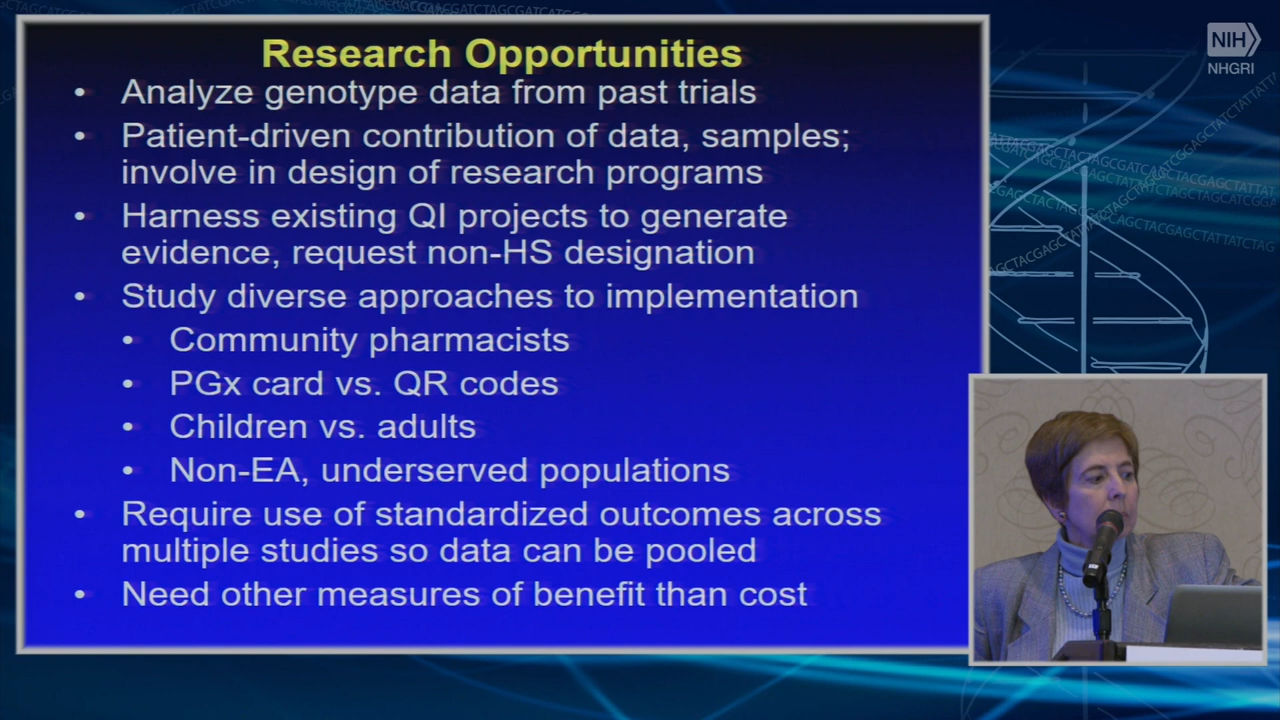 Research Opportunities
• Analyze genotype data from past trials
• Patient-driven contribution of data, samples;
involve in design of research programs
• Harness existing QI projects to generate
evidence, request non-HS designation
• Study diverse approaches to implementation
• Community pharmacists
• PGx card vs. QR codes
• Children vs. adults
• Non-EA, underserved populations
• Require use of standardized outcomes across
multiple studies so data can be pooled
• Need other measures of benefit than cost
NIH
NHGRI